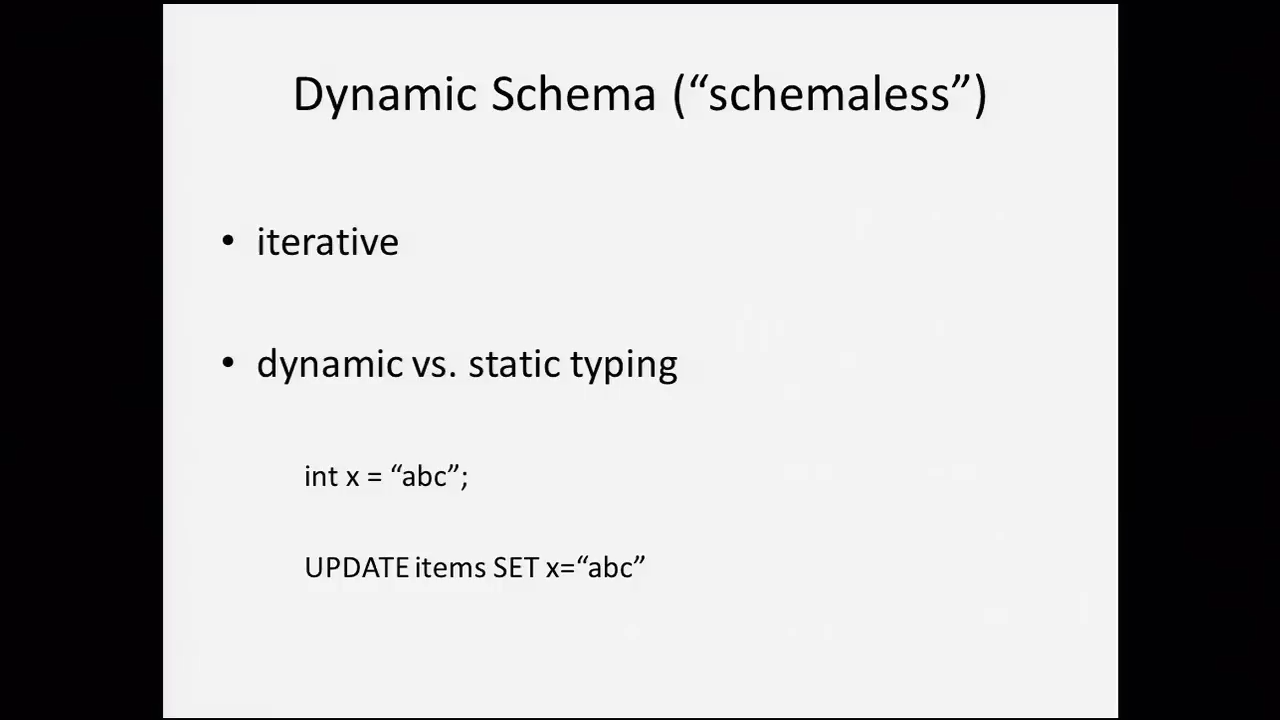 Dynamic Schema (“schemaless”)
• iterative
• dynamic vs. static typing
int x = “abc”;
UPDATE items SET x=“abc”